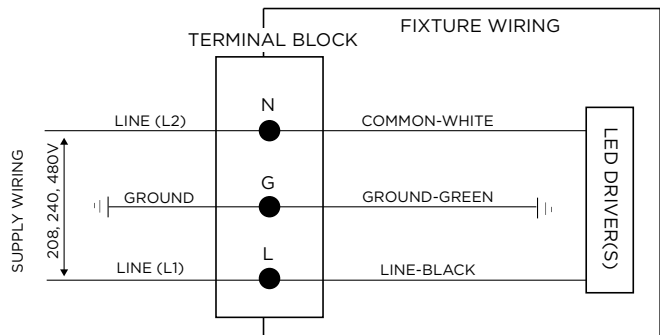 FIXTURE WIRING
TERMINAL BLOCK
N
LINE (L2)
COMMON-WHITE
G
GROUND
GROUND-GREEN
L
LINE (L1)
LINE-BLACK
SUPPLY WIRING
208, 240, 480V
LED DRIVER(S)